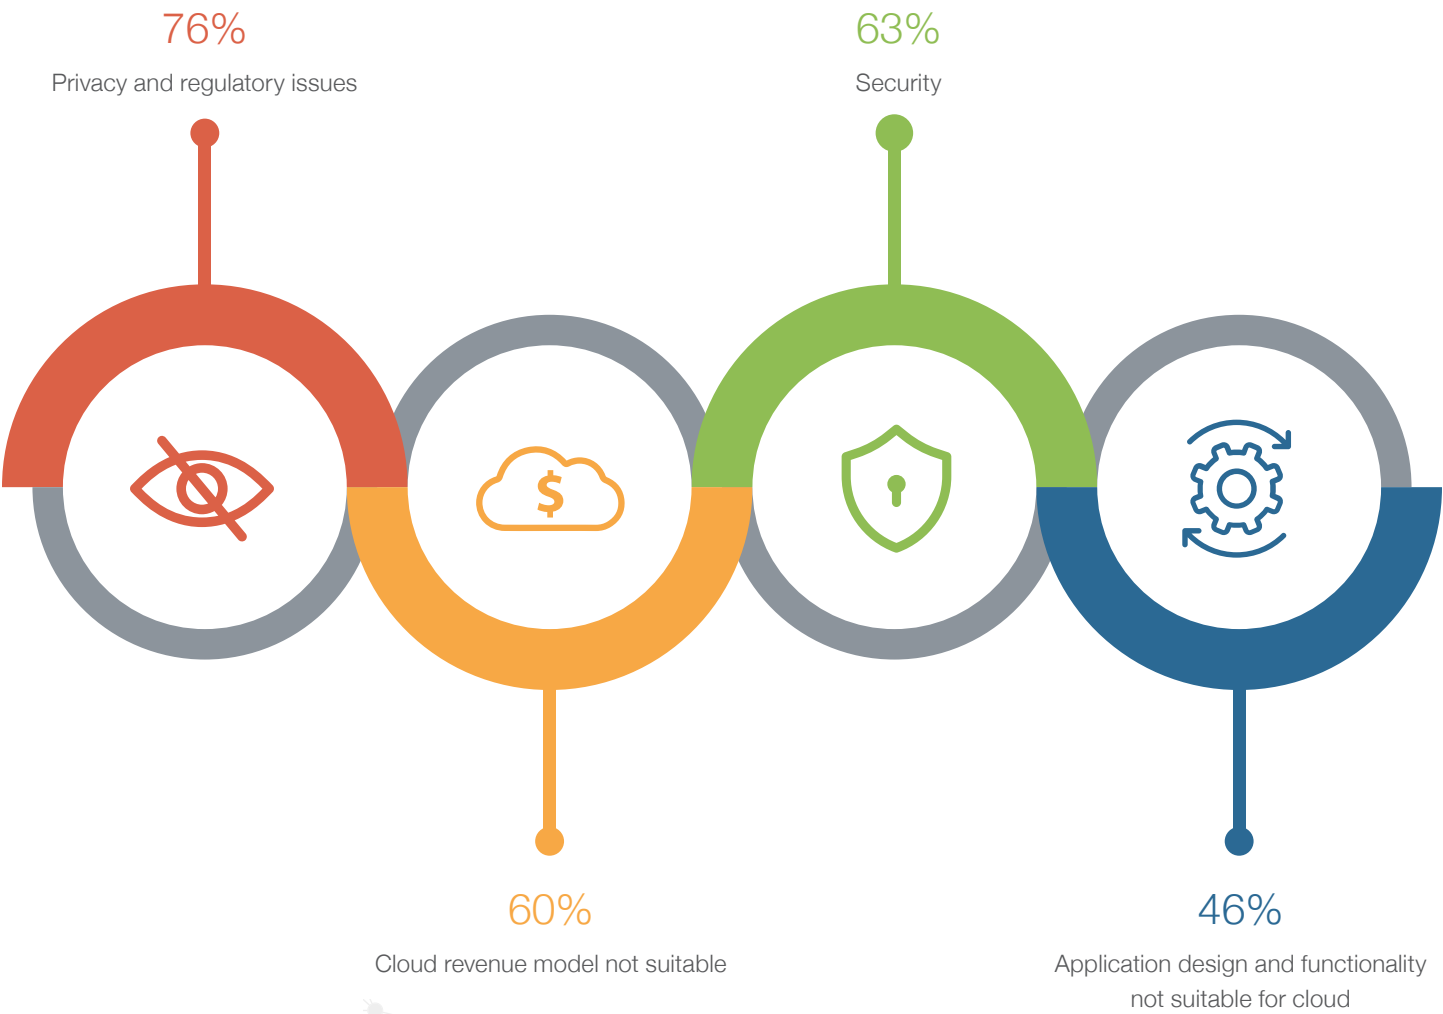 76%
Privacy and regulatory issues
63%
Security
$
60%
Cloud revenue model not suitable
46%
Application design and functionality
not suitable for cloud